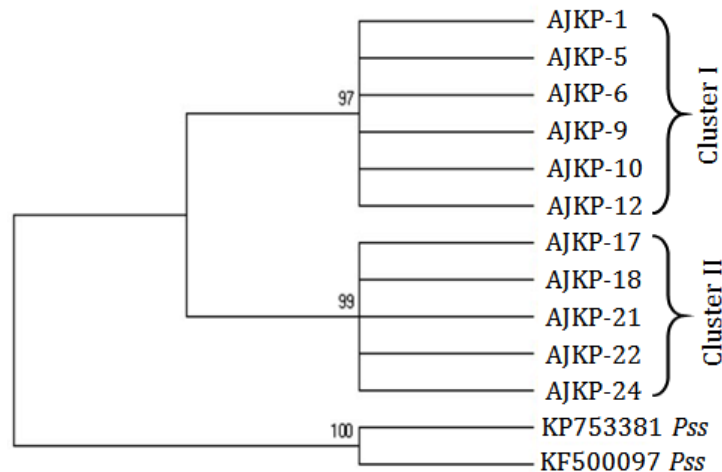 AJKP-1
AJKP-5
97
AJKP-6
AJKP-9
AJKP-10
AJKP-12
Cluster I
AJKP-17
AJKP-18
99
AJKP-21
AJKP-22
AJKP-24
Cluster II
100
KP753381 Pss
KF500097 Pss